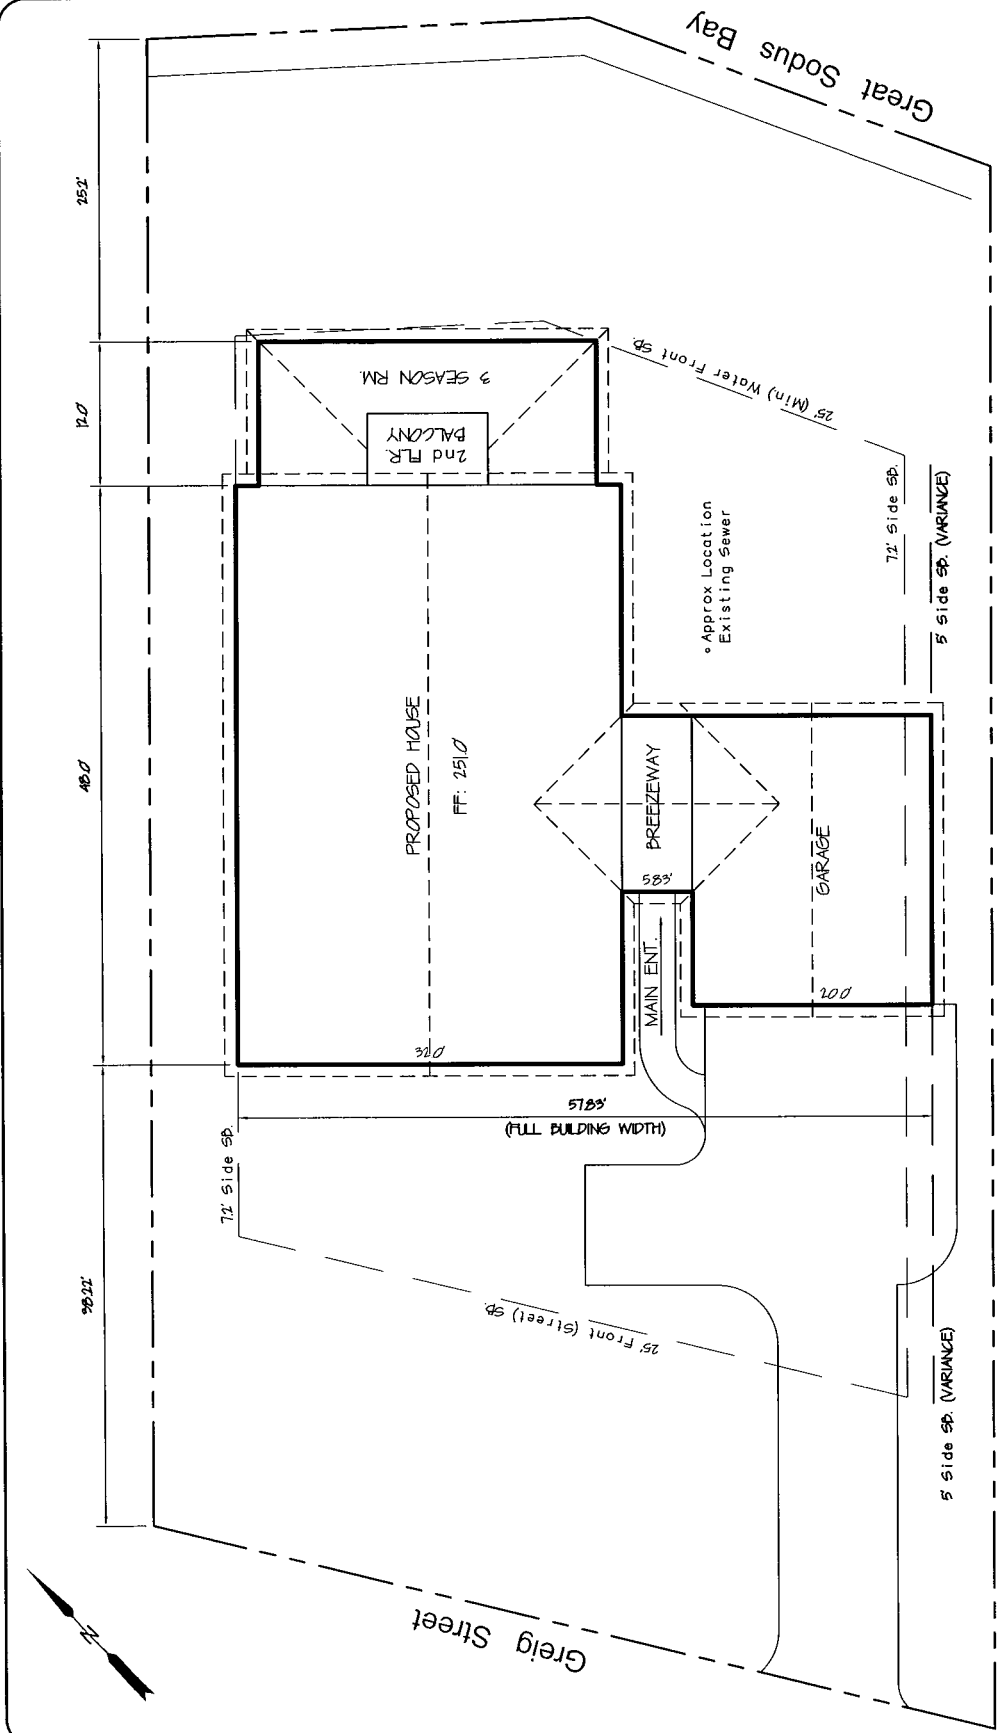 Great Sodus Bay
25.2'
12.0'
48.0'
38.22'
3 SEASON RM.
2nd FLR.
BALCONY
25' (Min) Water Front SB.
7.2' Side SB.
5' Side SB. (VARIANCE)
Approx Location
Existing Sewer
PROPOSED HOUSE
FF: 251.0'
BREEZEWAY
5.83'
GARAGE
MAIN ENT.
20.0'
32.0'
57.83'
(FULL BUILDING WIDTH)
7.2' Side SB.
25' Front (Street) SB.
5' Side SB. (VARIANCE)
N
Greig Street